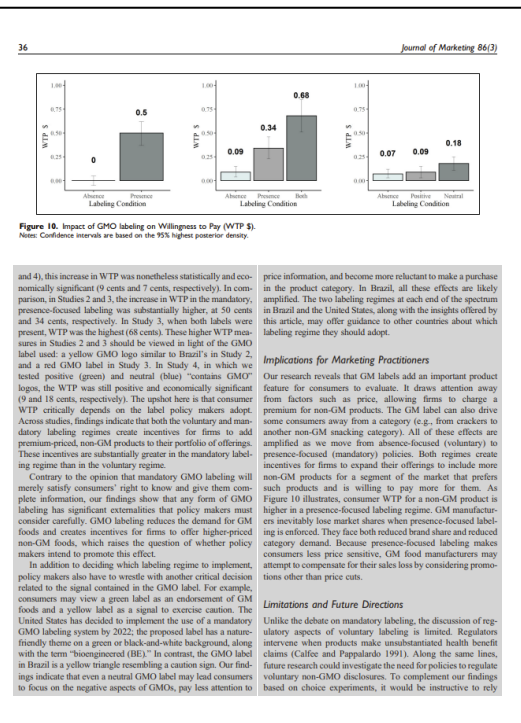 36
Journal of Marketing 86(3)
1.00
0.75
0.50
0.25
0.00
WTP $
0
0.5
Absence Presence
Labeling Condition
1.00
0.75
0.50
0.25
0.00
WTP $
0.09
0.34
0.68
Absence Presence Both
Labeling Condition
1.00
0.75
0.50
0.25
0.00
WTP $
0.07
0.09
0.18
Absence Positive Neutral
Labeling Condition
Figure 10. Impact of GMO labeling on Willingness to Pay (WTP $).
Notes: Confidence intervals are based on the 95% highest posterior density.
and 4), this increase in WTP was nonetheless statistically and eco-
nomically significant (9 cents and 7 cents, respectively). In com-
parison, in Studies 2 and 3, the increase in WTP in the mandatory,
presence-focused labeling was substantially higher, at 50 cents
and 34 cents, respectively. In Study 3, when both labels were
present, WTP was the highest (68 cents). These higher WTP mea-
sures in Studies 2 and 3 should be viewed in light of the GMO
label used: a yellow GMO logo similar to Brazil's in Study 2,
and a red GMO label in Study 3. In Study 4, in which we
tested positive (green) and neutral (blue) "contains GMO"
logos, the WTP was still positive and economically significant
(9 and 18 cents, respectively). The upshot here is that consumer
WTP critically depends on the label policy makers adopt.
Across studies, findings indicate that both the voluntary and man-
datory labeling regimes create incentives for firms to add
premium-priced, non-GM products to their portfolio of offerings.
These incentives are substantially greater in the mandatory label-
ing regime than in the voluntary regime.
Contrary to the opinion that mandatory GMO labeling will
merely satisfy consumers' right to know and give them com-
plete information, our findings show that any form of GMO
labeling has significant externalities that policy makers must
consider carefully. GMO labeling reduces the demand for GM
foods and creates incentives for firms to offer higher-priced
non-GM foods, which raises the question of whether policy
makers intend to promote this effect.
In addition to deciding which labeling regime to implement,
policy makers also have to wrestle with another critical decision
related to the signal contained in the GMO label. For example,
consumers may view a green label as an endorsement of GM
foods and a yellow label as a signal to exercise caution. The
United States has decided to implement the use of a mandatory
GMO labeling system by 2022; the proposed label has a nature-
friendly theme on a green or black-and-white background, along
with the term "bioengineered (BE)." In contrast, the GMO label
in Brazil is a yellow triangle resembling a caution sign. Our find-
ings indicate that even a neutral GMO label may lead consumers
to focus on the negative aspects of GMOs, pay less attention to
price information, and become more reluctant to make a purchase
in the product category. In Brazil, all these effects are likely
amplified. The two labeling regimes at each end of the spectrum
in Brazil and the United States, along with the insights offered by
this article, may offer guidance to other countries about which
labeling regime they should adopt.
Implications for Marketing Practitioners
Our research reveals that GM labels add an important product
feature for consumers to evaluate. It draws attention away
from factors such as price, allowing firms to charge a
premium for non-GM products. The GM label can also drive
some consumers away from a category (e.g., from crackers to
another non-GM snacking category). All of these effects are
amplified as we move from absence-focused (voluntary) to
presence-focused (mandatory) policies. Both regimes create
incentives for firms to expand their offerings to include more
non-GM products for a segment of the market that prefers
such products and is willing to pay more for them. As
Figure 10 illustrates, consumer WTP for a non-GM product is
higher in a presence-focused labeling regime. GM manufactur-
ers inevitably lose market shares when presence-focused label-
ing is enforced. They face both reduced brand share and reduced
category demand. Because presence-focused labeling makes
consumers less price sensitive, GM food manufacturers may
attempt to compensate for their sales loss by considering promo-
tions other than price cuts.
Limitations and Future Directions
Unlike the debate on mandatory labeling, the discussion of reg-
ulatory aspects of voluntary labeling is limited. Regulators
intervene when products make unsubstantiated health benefit
claims (Calfee and Pappalardo 1991). Along the same lines,
future research could investigate the need for policies to regulate
voluntary non-GMO disclosures. To complement our findings
based on choice experiments, it would be instructive to rely